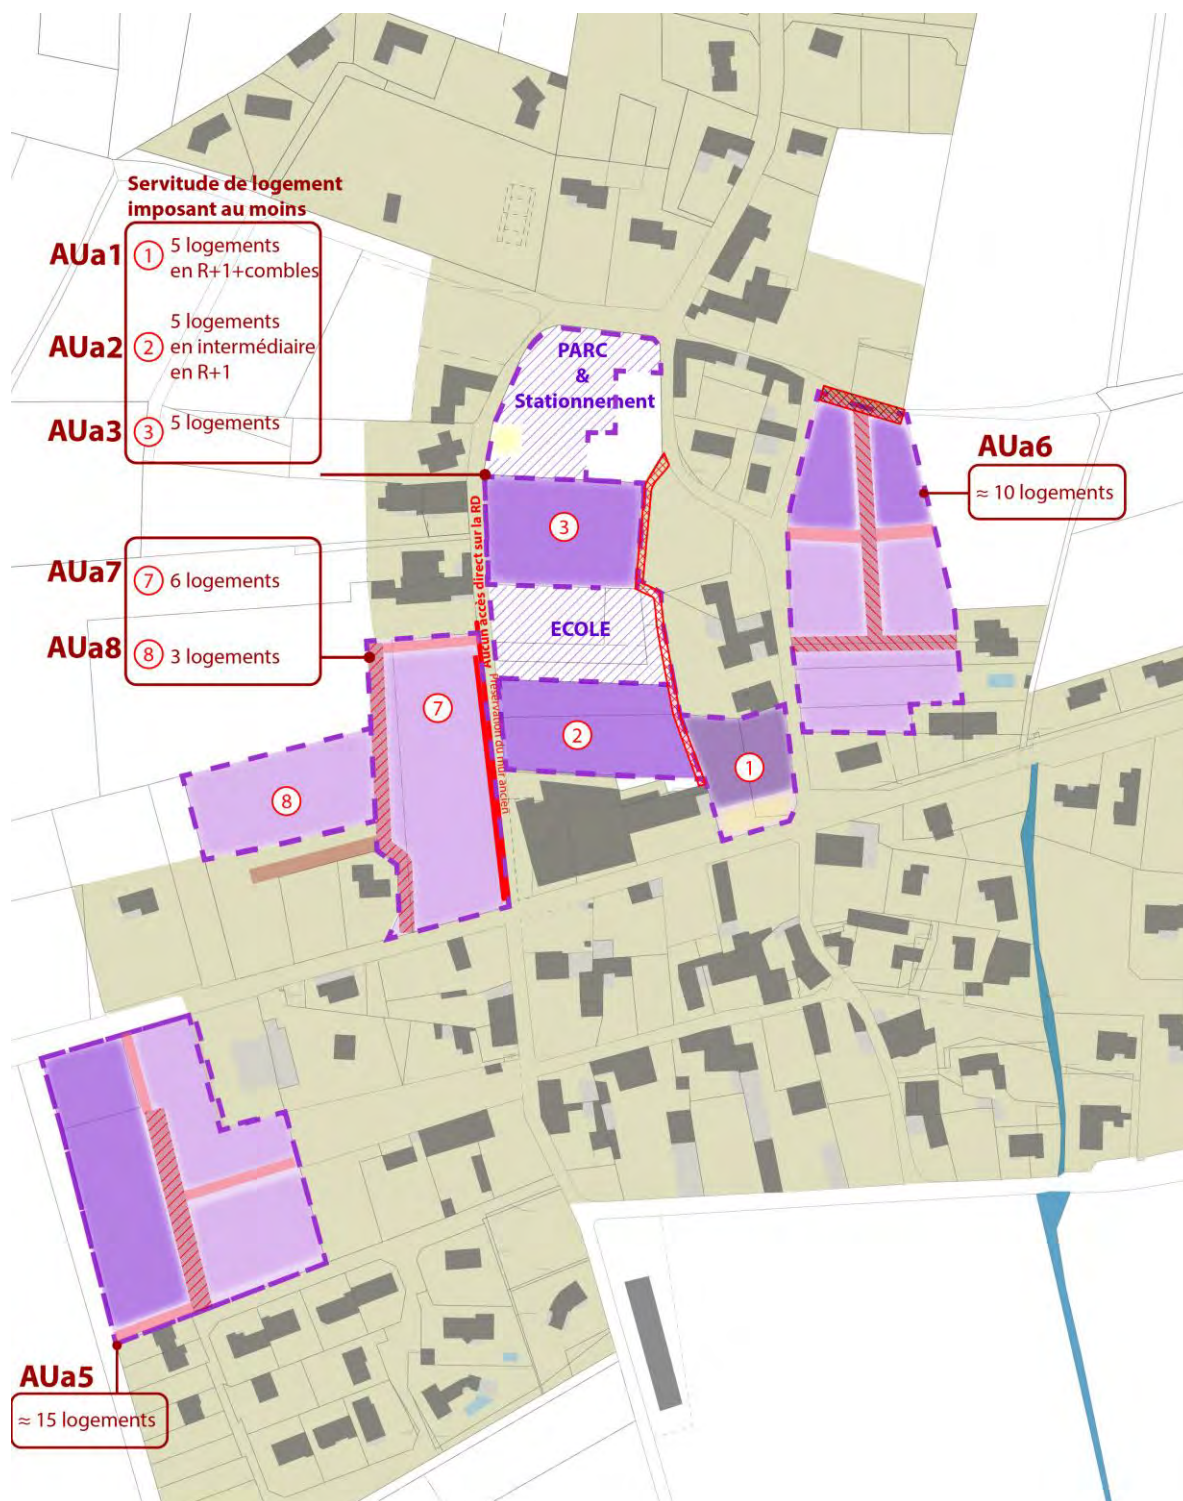 Servitude de logement
imposant au moins
AUa1
1
5 logements
en R+1+combles
AUa2
2
5 logements
en intermédiaire
en R+1
AUa3
3
5 logements
PARC
&
Stationnement
AUa6
≈ 10 logements
3
Aucun accès direct sur la RD
AUa7
7
6 logements
AUa8
8
3 logements
ECOLE
Préservation du mur ancien
7
2
1
8
AUa5
≈ 15 logements